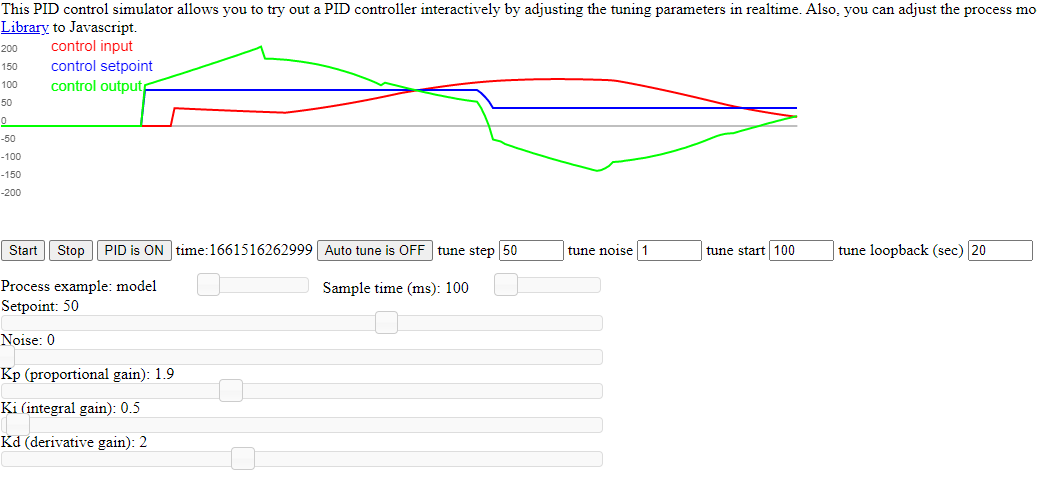 This PID control simulator allows you to try out a PID controller interactively by adjusting the tuning parameters in realtime. Also, you can adjust the process mo
Library to Javascript.
200 control input
150 control setpoint
100 control output
50
0
-50
-100
-150
-200
Start Stop PID is ON time:1661516262999 Auto tune is OFF tune step 50 tune noise 1 tune start 100 tune loopback (sec) 20
Process example: model Sample time (ms): 100
Setpoint: 50
Noise: 0
Kp (proportional gain): 1.9
Ki (integral gain): 0.5
Kd (derivative gain): 2